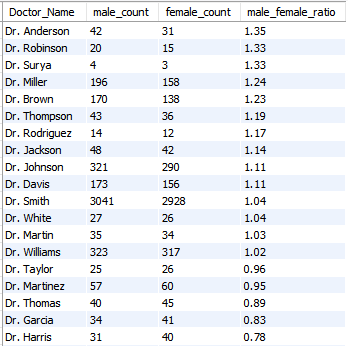 Doctor_Name male_count female_count male_female_ratio
Dr. Anderson 42 31 1.35
Dr. Robinson 20 15 1.33
Dr. Surya 4 3 1.33
Dr. Miller 196 158 1.24
Dr. Brown 170 138 1.23
Dr. Thompson 43 36 1.19
Dr. Rodriguez 14 12 1.17
Dr. Jackson 48 42 1.14
Dr. Johnson 321 290 1.11
Dr. Davis 173 156 1.11
Dr. Smith 3041 2928 1.04
Dr. White 27 26 1.04
Dr. Martin 35 34 1.03
Dr. Williams 323 317 1.02
Dr. Taylor 25 26 0.96
Dr. Martinez 57 60 0.95
Dr. Thomas 40 45 0.89
Dr. Garcia 34 41 0.83
Dr. Harris 31 40 0.78